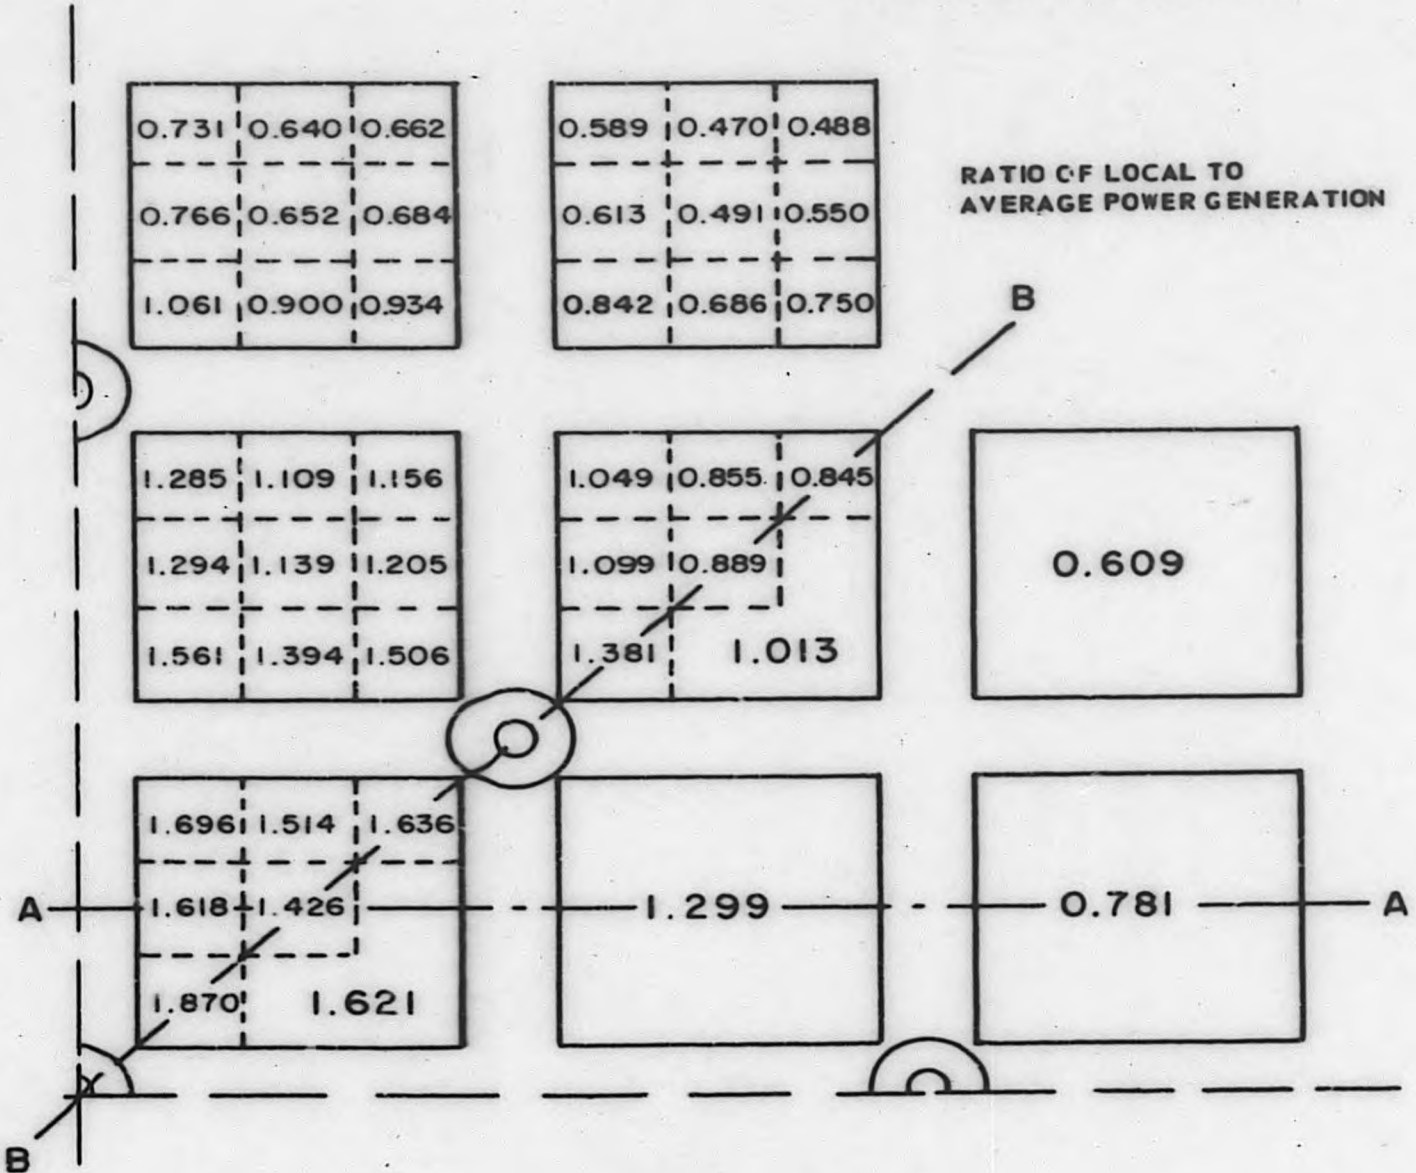 0.731 0.640 0.662
0.766 0.652 0.684
1.061 0.900 0.934
0.589 0.470 0.488
0.613 0.491 0.550
0.842 0.686 0.750
RATIO OF LOCAL TO
AVERAGE POWER GENERATION
B
1.285 1.109 1.156
1.294 1.139 1.205
1.561 1.394 1.506
1.049 0.855 0.845
1.099 0.889
1.381 1.013
0.609
1.696 1.514 1.636
A 1.618 1.426 1.299 0.781 A
1.870 1.621
B